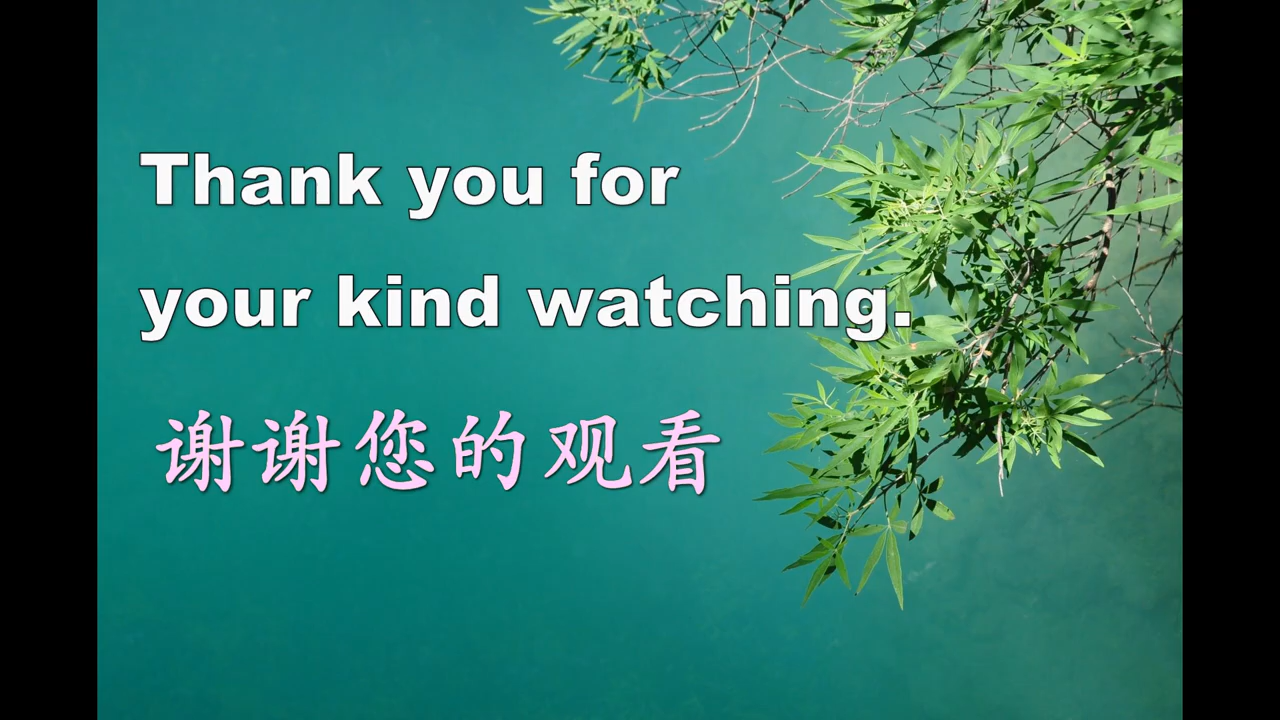 Thank you for
your kind watching.
谢谢您的观看